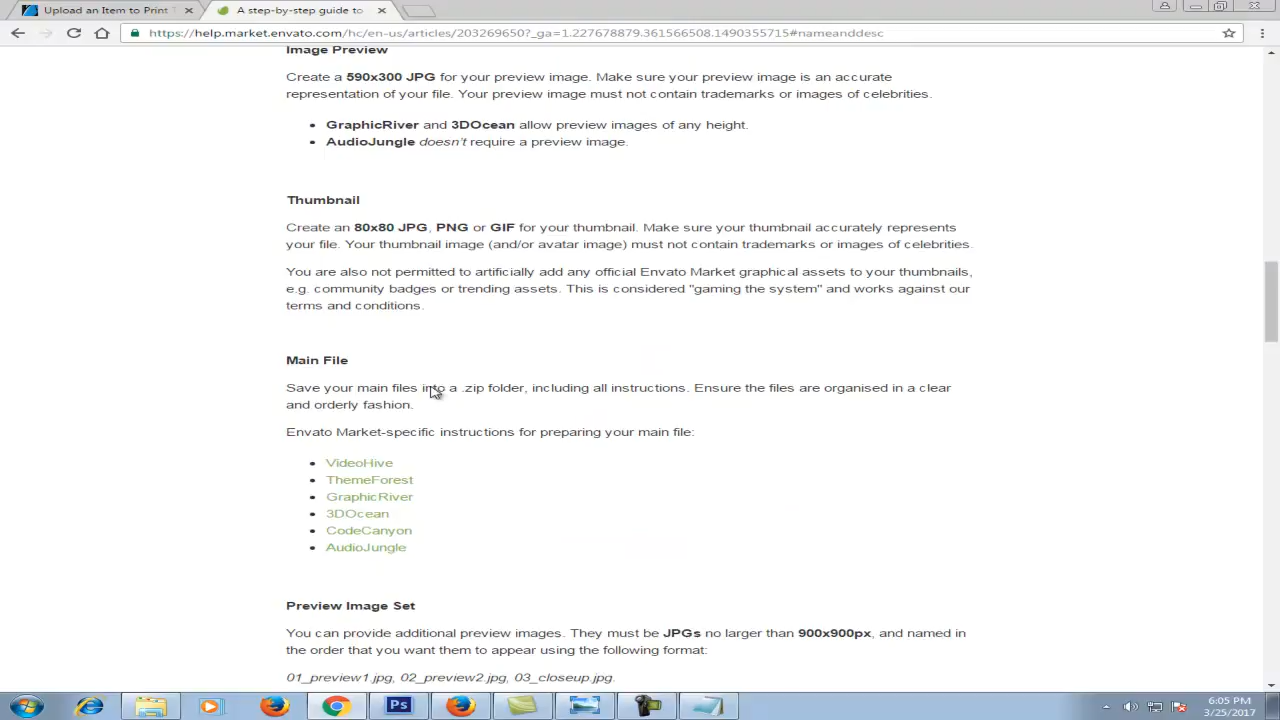 Upload an Item to Print T
A step-by-step guide to
https://help.market.envato.com/hc/en-us/articles/203269650?_ga=1.227678879.361566508.1490355715#nameanddesc
Image Preview
Create a 590x300 JPG for your preview image. Make sure your preview image is an accurate
representation of your file. Your preview image must not contain trademarks or images of celebrities.
• GraphicRiver and 3DOcean allow preview images of any height.
• AudioJungle doesn't require a preview image.
Thumbnail
Create an 80x80 JPG, PNG or GIF for your thumbnail. Make sure your thumbnail accurately represents
your file. Your thumbnail image (and/or avatar image) must not contain trademarks or images of celebrities.
You are also not permitted to artificially add any official Envato Market graphical assets to your thumbnails,
e.g. community badges or trending assets. This is considered "gaming the system" and works against our
terms and conditions.
Main File
Save your main files into a .zip folder, including all instructions. Ensure the files are organised in a clear
and orderly fashion.
Envato Market-specific instructions for preparing your main file:
• VideoHive
• ThemeForest
• GraphicRiver
• 3DOcean
• CodeCanyon
• AudioJungle
Preview Image Set
You can provide additional preview images. They must be JPGs no larger than 900x900px, and named in
the order that you want them to appear using the following format:
01_preview1.jpg, 02_preview2.jpg, 03_closeup.jpg.
Ps
6:05 PM
3/25/2017